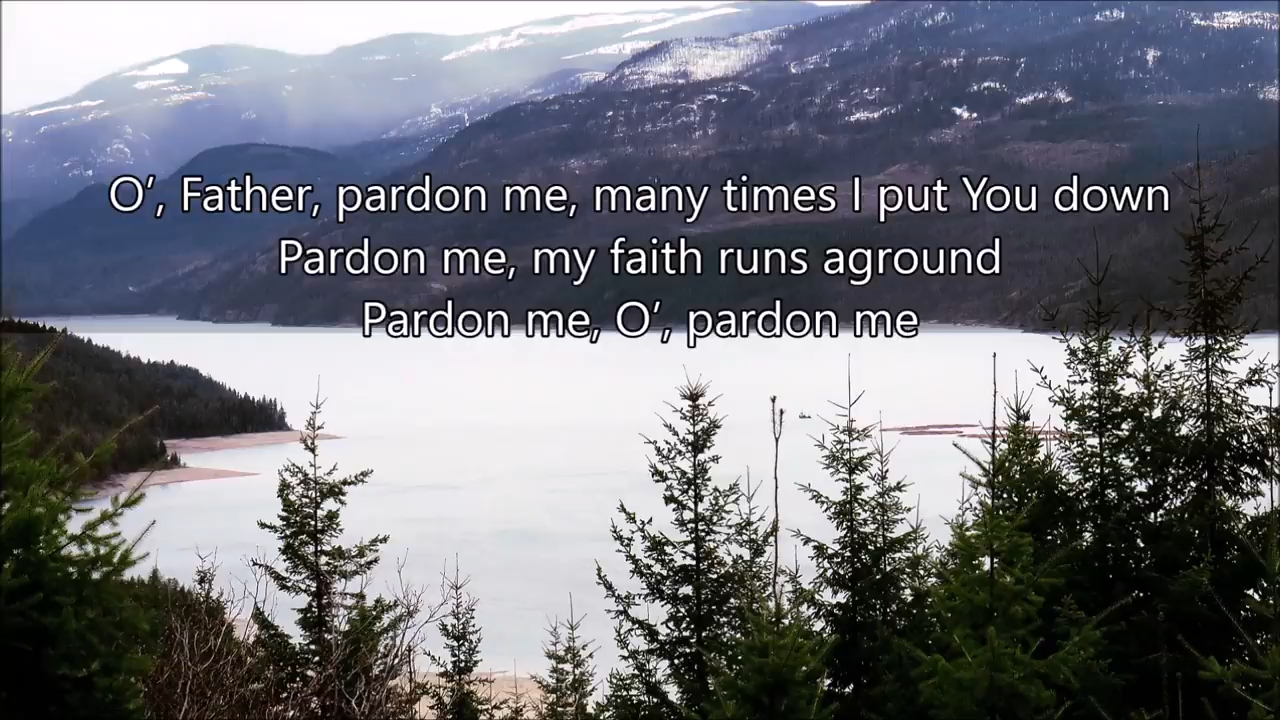 O’, Father, pardon me, many times I put You down
Pardon me, my faith runs aground
Pardon me, O’, pardon me